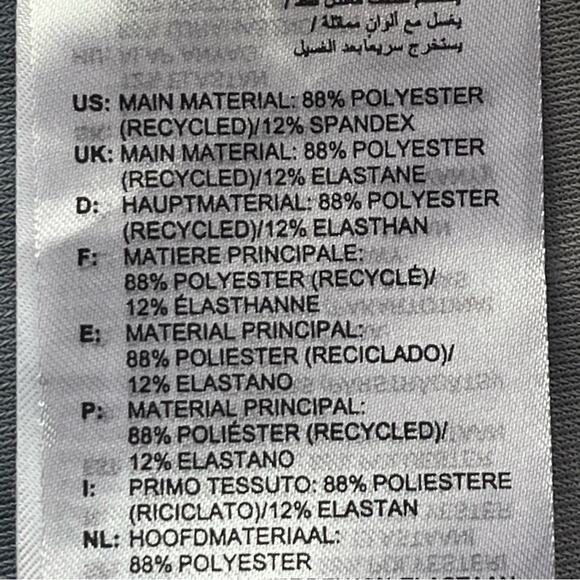 يغسل مع ألوان مماثلة /
يستخرج سريعا بعد الغسيل
US: MAIN MATERIAL: 88% POLYESTER
(RECYCLED)/12% SPANDEX
UK: MAIN MATERIAL: 88% POLYESTER
(RECYCLED)/12% ELASTANE
D: HAUPTMATERIAL: 88% POLYESTER
(RECYCLED)/12% ELASTHAN
F: MATIERE PRINCIPALE:
88% POLYESTER (RECYCLÉ)/
12% ÉLASTHANNE
E: MATERIAL PRINCIPAL:
88% POLIESTER (RECICLADO)/
12% ELASTANO
P: MATERIAL PRINCIPAL:
88% POLIÉSTER (RECYCLED)/
12% ELASTANO
I: PRIMO TESSUTO: 88% POLIESTERE
(RICICLATO)/12% ELASTAN
NL: HOOFDMATERIAAL:
88% POLYESTER